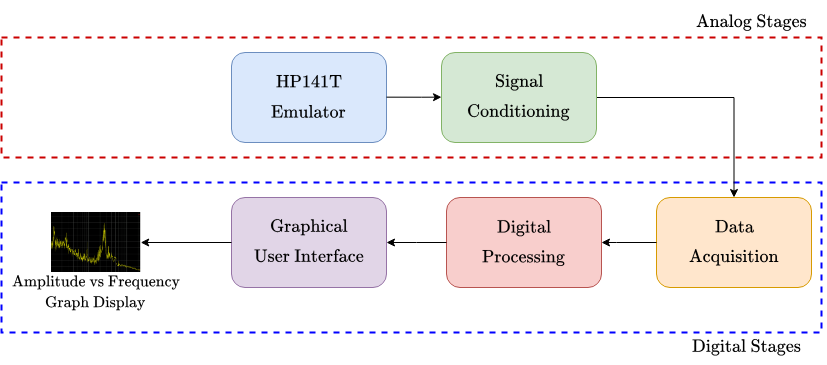 Analog Stages
HP141T
Emulator
Signal
Conditioning
Graphical
User Interface
Digital
Processing
Data
Acquisition
Amplitude vs Frequency
Graph Display
Digital Stages